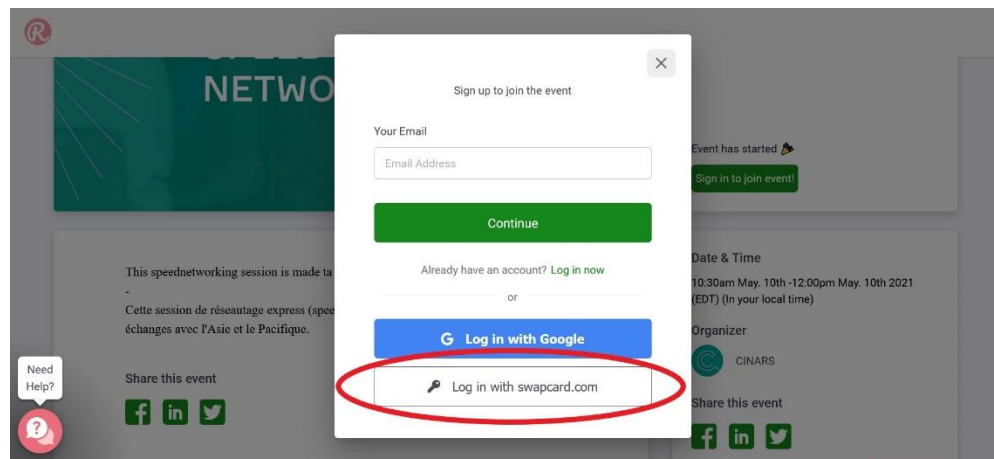 R
NETWO
Sign up to join the event
Your Email
Email Address
Continue
Already have an account? Log in now
or
G Log in with Google
Log in with swapcard.com
Event has started
Sign in to join event!
This speednetworking session is made ta
-
Cette session de réseautage express (spee
échanges avec l'Asie et le Pacifique.
Share this event
f in
Date & Time
10:30am May. 10th -12:00pm May. 10th 2021
(EDT) (In your local time)
Organizer
CINARS
Share this event
f in
Need
Help?
?